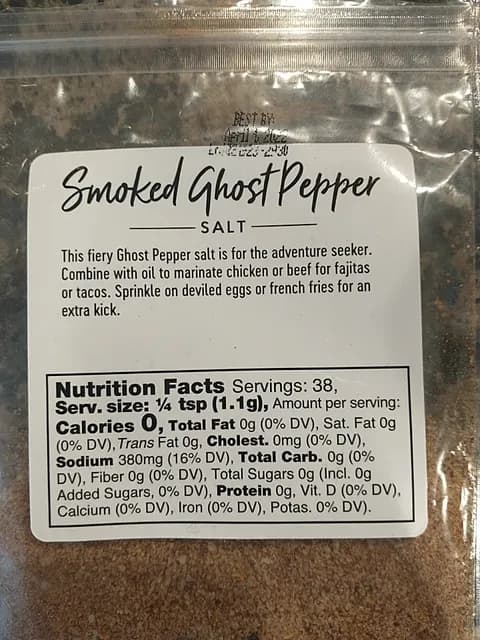 BEST BY:
April 6 2022
Smoked Ghost Pepper
SALT
This fiery Ghost Pepper salt is for the adventure seeker.
Combine with oil to marinate chicken or beef for fajitas
or tacos. Sprinkle on deviled eggs or french fries for an
extra kick.
Nutrition Facts Servings: 38,
Serv. size: ¼ tsp (1.1g), Amount per serving:
Calories 0, Total Fat 0g (0% DV), Sat. Fat 0g
(0% DV), Trans Fat 0g, Cholest. 0mg (0% DV),
Sodium 380mg (16% DV), Total Carb. 0g (0%
DV), Fiber 0g (0% DV), Total Sugars 0g (Incl. 0g
Added Sugars, 0% DV), Protein 0g, Vit. D (0% DV),
Calcium (0% DV), Iron (0% DV), Potas. 0% DV).